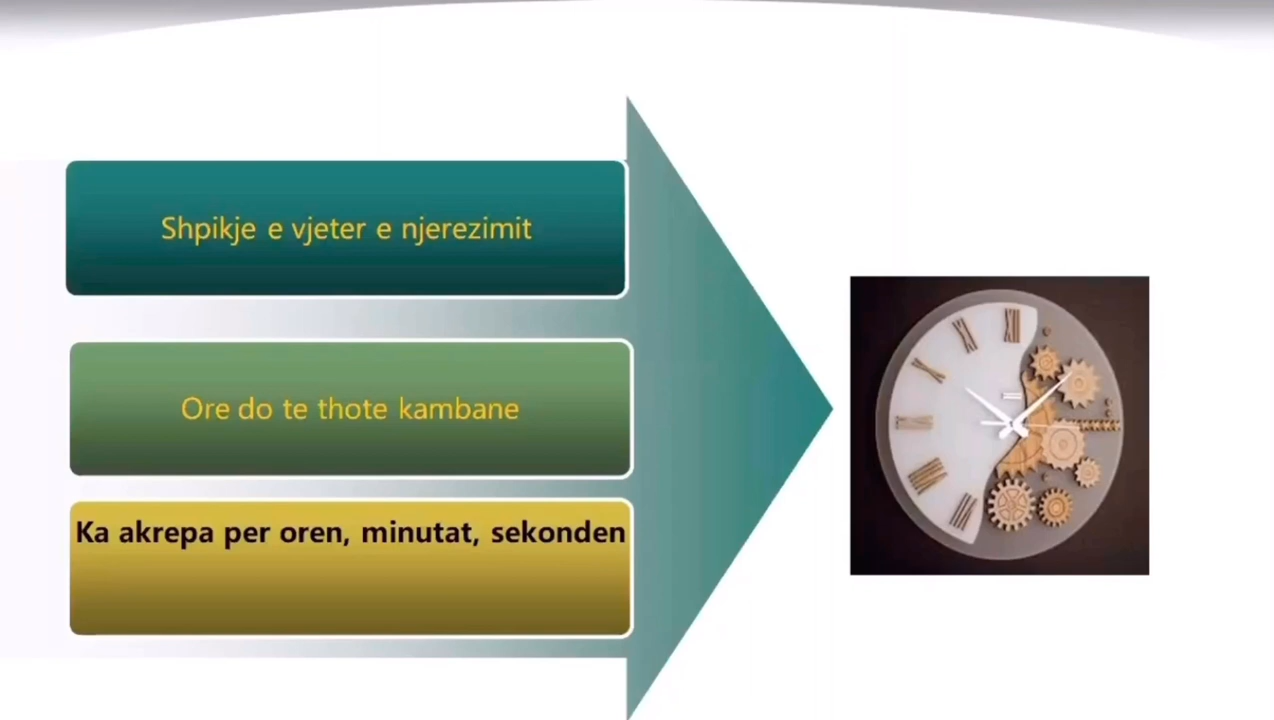 Shpikje e vjeter e njerezimit
Ore do te thote kambane
Ka akrepa per oren, minutat, sekonden